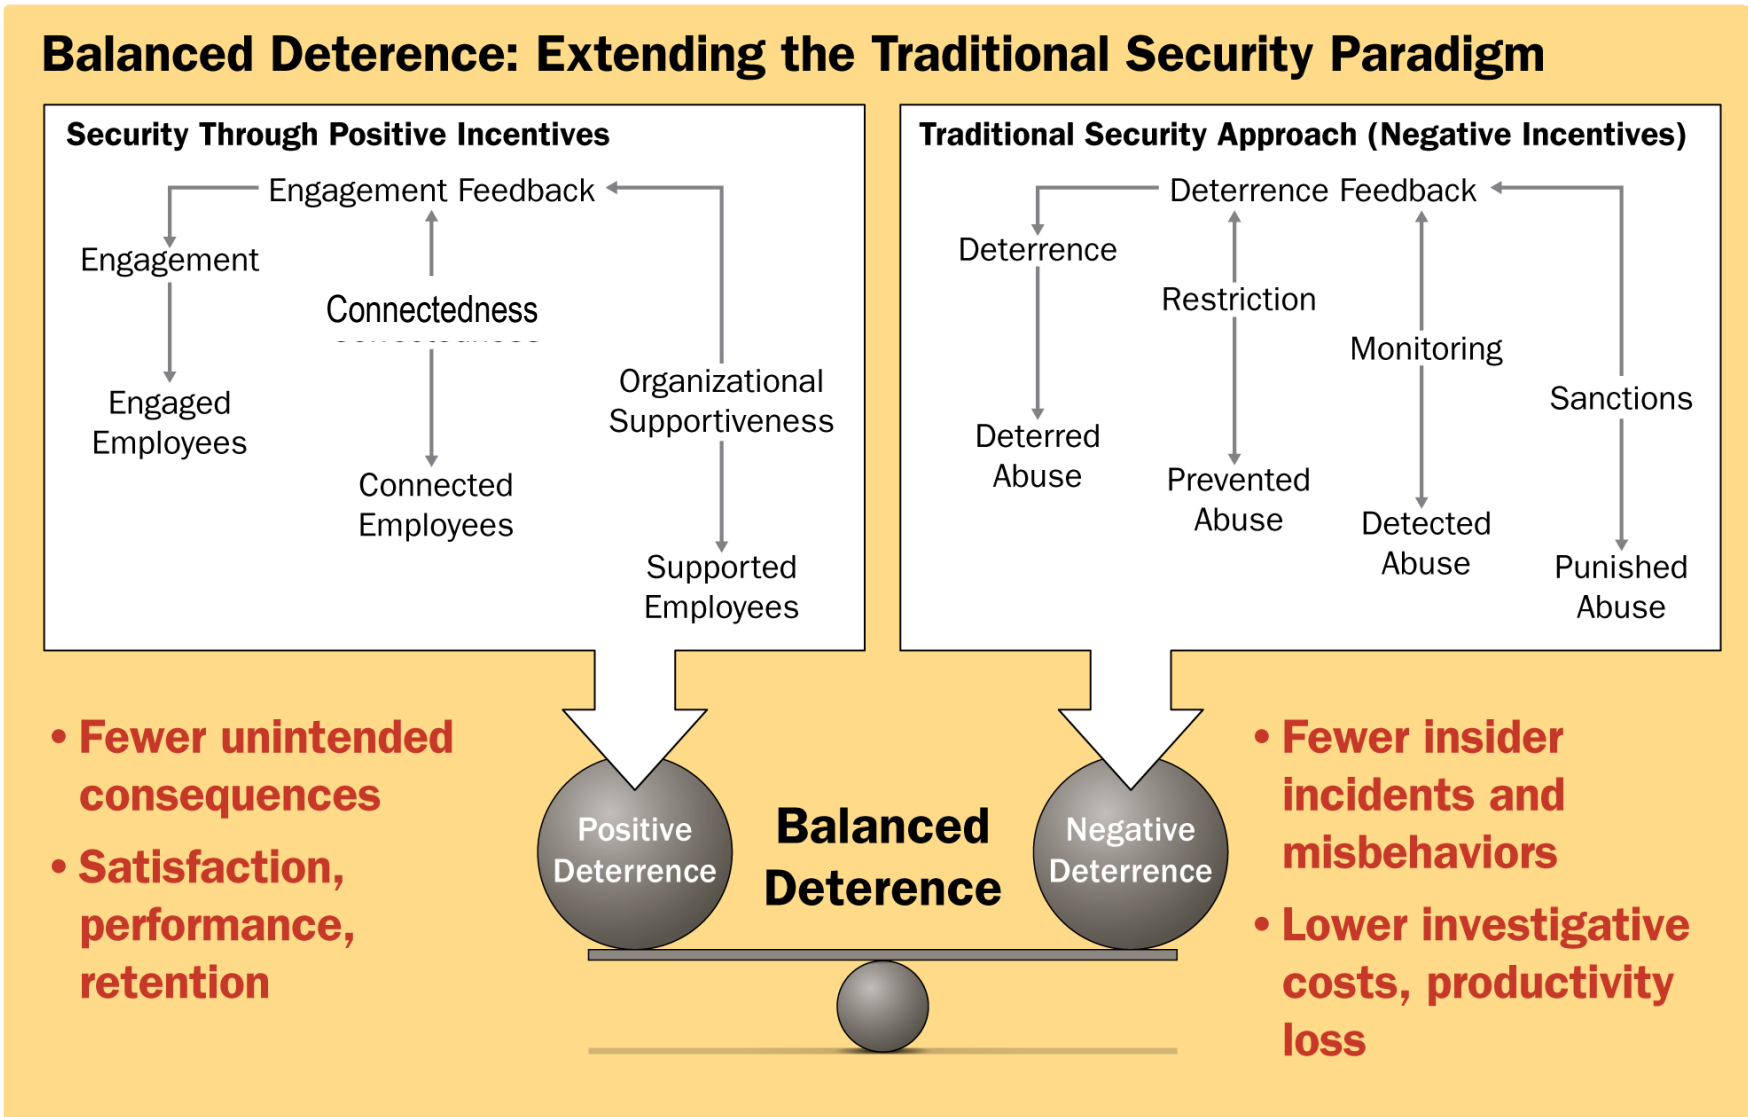 Balanced Deterence: Extending the Traditional Security Paradigm
Security Through Positive Incentives
Engagement Feedback
Engagement
Connectedness
Organizational
Supportiveness
Engaged
Employees
Connected
Employees
Supported
Employees
Traditional Security Approach (Negative Incentives)
Deterrence Feedback
Deterrence
Restriction
Monitoring
Sanctions
Deterred
Abuse
Prevented
Abuse
Detected
Abuse
Punished
Abuse
• Fewer unintended
consequences
• Satisfaction,
performance,
retention
Positive
Deterrence
Balanced
Deterence
Negative
Deterrence
• Fewer insider
incidents and
misbehaviors
• Lower investigative
costs, productivity
loss